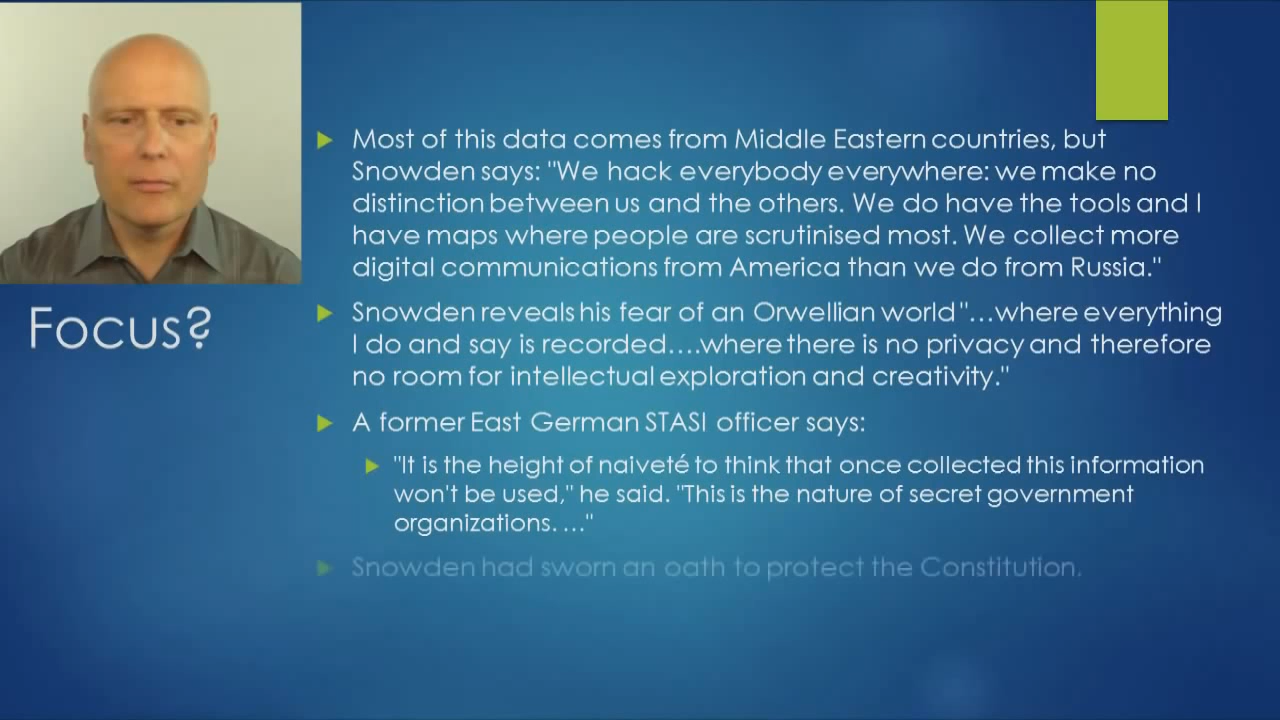 Most of this data comes from Middle Eastern countries, but
Snowden says: "We hack everybody everywhere: we make no
distinction between us and the others. We do have the tools and I
have maps where people are scrutinised most. We collect more
digital communications from America than we do from Russia."
Focus?
Snowden reveals his fear of an Orwellian world "...where everything
I do and say is recorded....where there is no privacy and therefore
no room for intellectual exploration and creativity."
A former East German STASI officer says:
"It is the height of naiveté to think that once collected this information
won't be used," he said. "This is the nature of secret government
organizations. ..."
Snowden had sworn an oath to protect the Constitution.